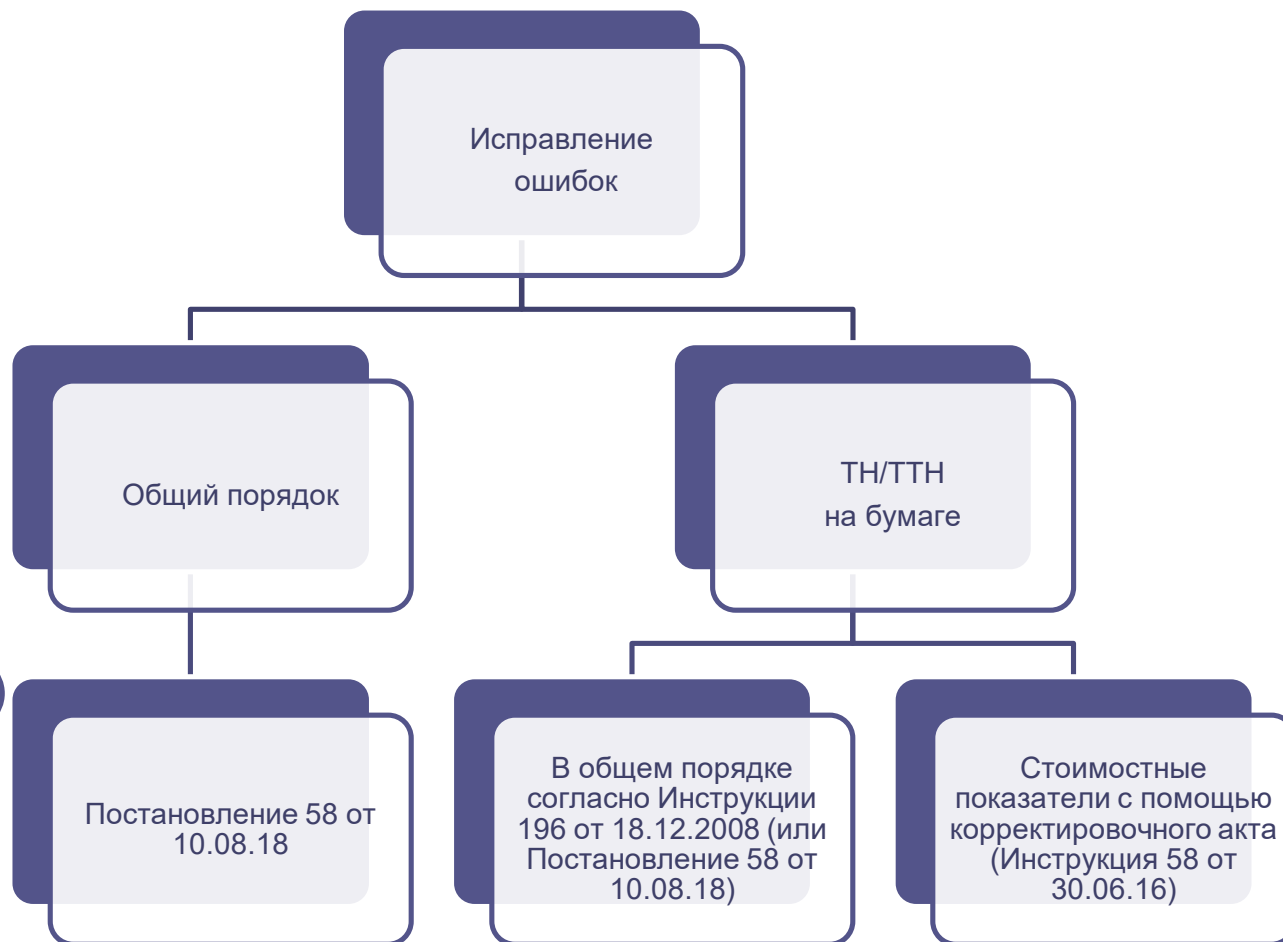 Исправление
ошибок
Общий порядок
ТН/ТТН
на бумаге
Постановление 58 от
10.08.18
В общем порядке
согласно Инструкции
196 от 18.12.2008 (или
Постановление 58 от
10.08.18)
Стоимостные
показатели с помощью
корректировочного акта
(Инструкция 58 от
30.06.16)